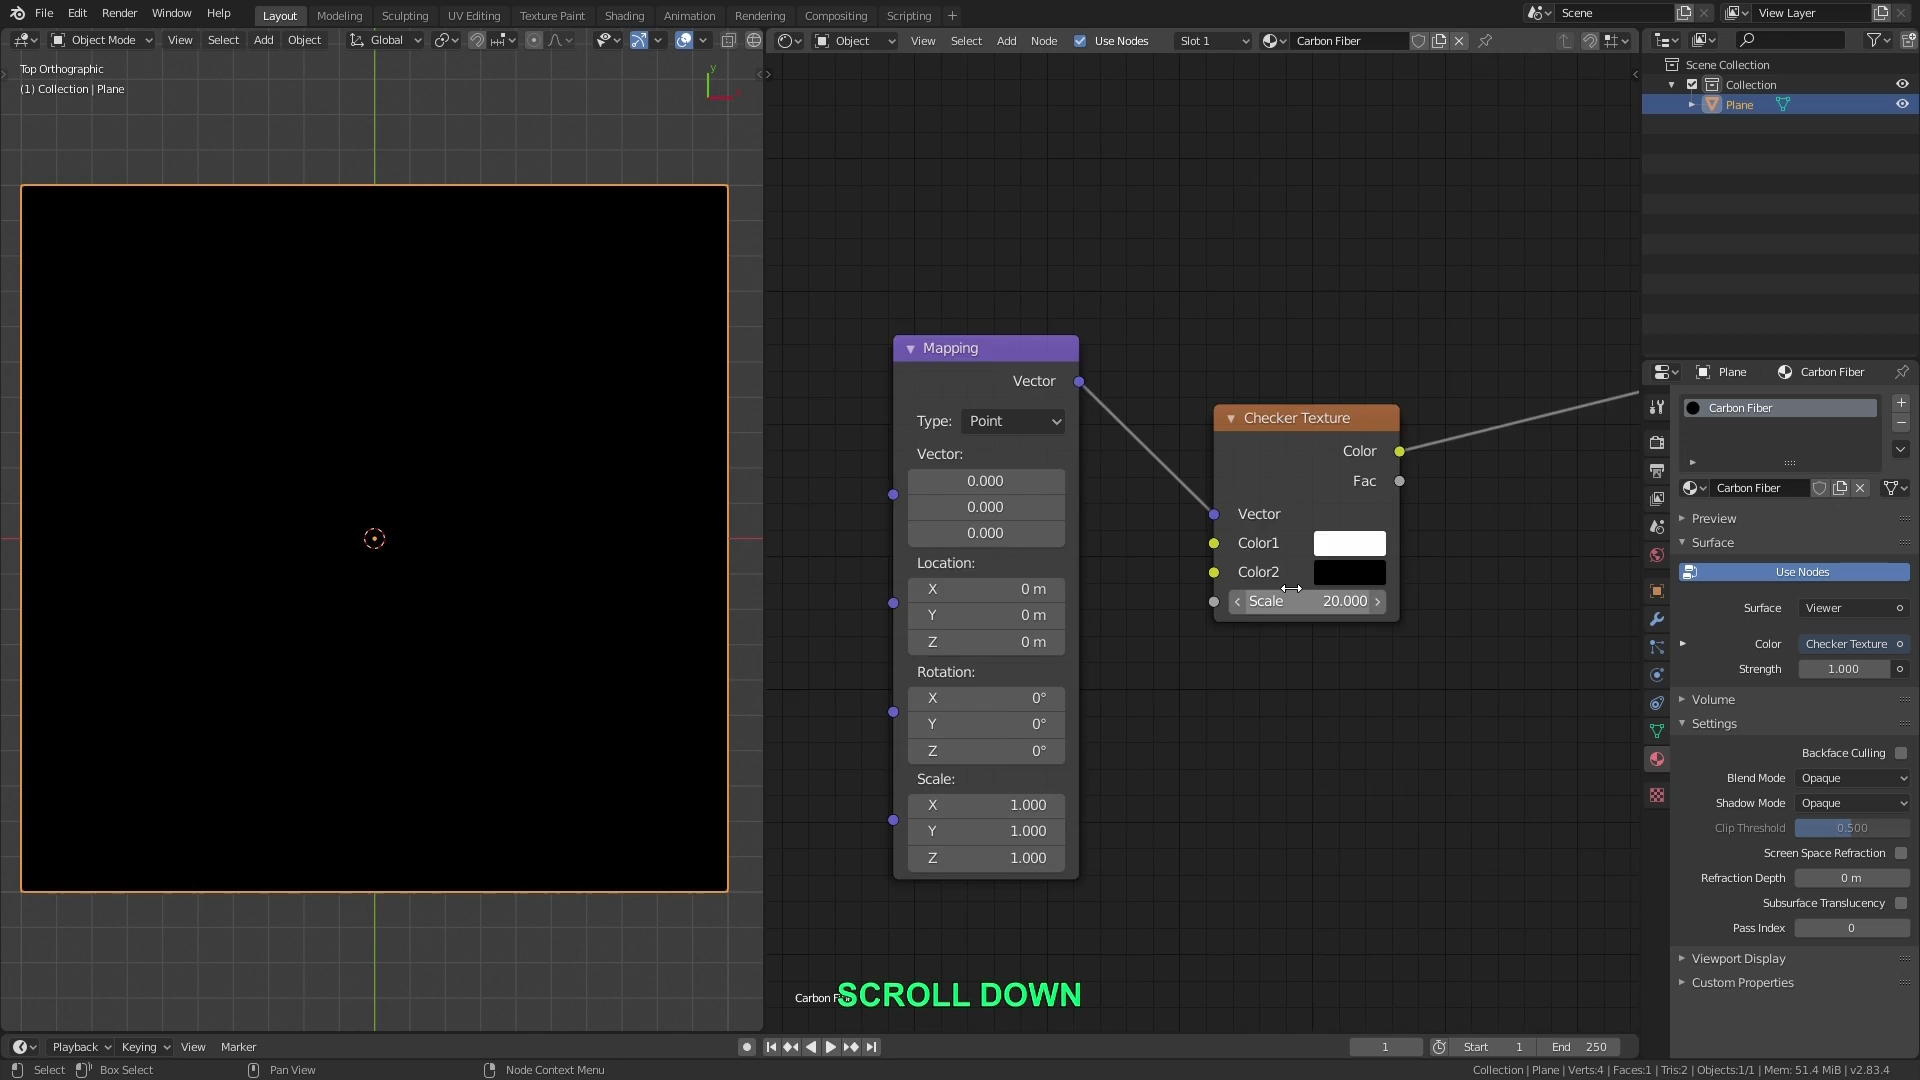 File Edit Render Window Help Layout Modeling Sculpting UV Editing Texture Paint Shading Animation Rendering Compositing Scripting + Scene View Layer
Object Mode View Select Add Object Global Object View Select Add Node Use Nodes Slot 1 Carbon Fiber
Top Orthographic
(1) Collection | Plane
y
Scene Collection
Collection
Plane
Mapping
Vector
Type: Point
Vector:
0.000
0.000
0.000
Location:
X 0 m
Y 0 m
Z 0 m
Rotation:
X 0°
Y 0°
Z 0°
Scale:
X 1.000
Y 1.000
Z 1.000
Checker Texture
Color
Fac
Vector
Color1
Color2
Scale 20.000
Plane Carbon Fiber
Carbon Fiber
Carbon Fiber
Preview
Surface
Use Nodes
Surface Viewer
Color Checker Texture
Strength 1.000
Volume
Settings
Backface Culling
Blend Mode Opaque
Shadow Mode Opaque
Clip Threshold 0.500
Screen Space Refraction
Refraction Depth 0 m
Subsurface Translucency
Pass Index 0
Viewport Display
Custom Properties
Carbon
SCROLL DOWN
Playback Keying View Marker 1 Start 1 End 250
Select Box Select Pan View Node Context Menu Collection | Plane | Verts:4 | Faces:1 | Tris:2 | Objects:1/1 | Mem: 51.4 MiB | v2.83.4